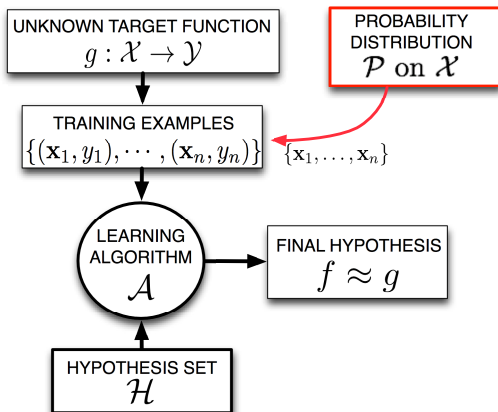 UNKNOWN TARGET FUNCTION
g : 𝒳 → 𝒴
PROBABILITY
DISTRIBUTION
𝒫 on 𝒳
TRAINING EXAMPLES
{(x₁, y₁), ⋯ , (xₙ, yₙ)}
{x₁, . . . , xₙ}
LEARNING
ALGORITHM
𝒜
FINAL HYPOTHESIS
f ≈ g
HYPOTHESIS SET
ℋ